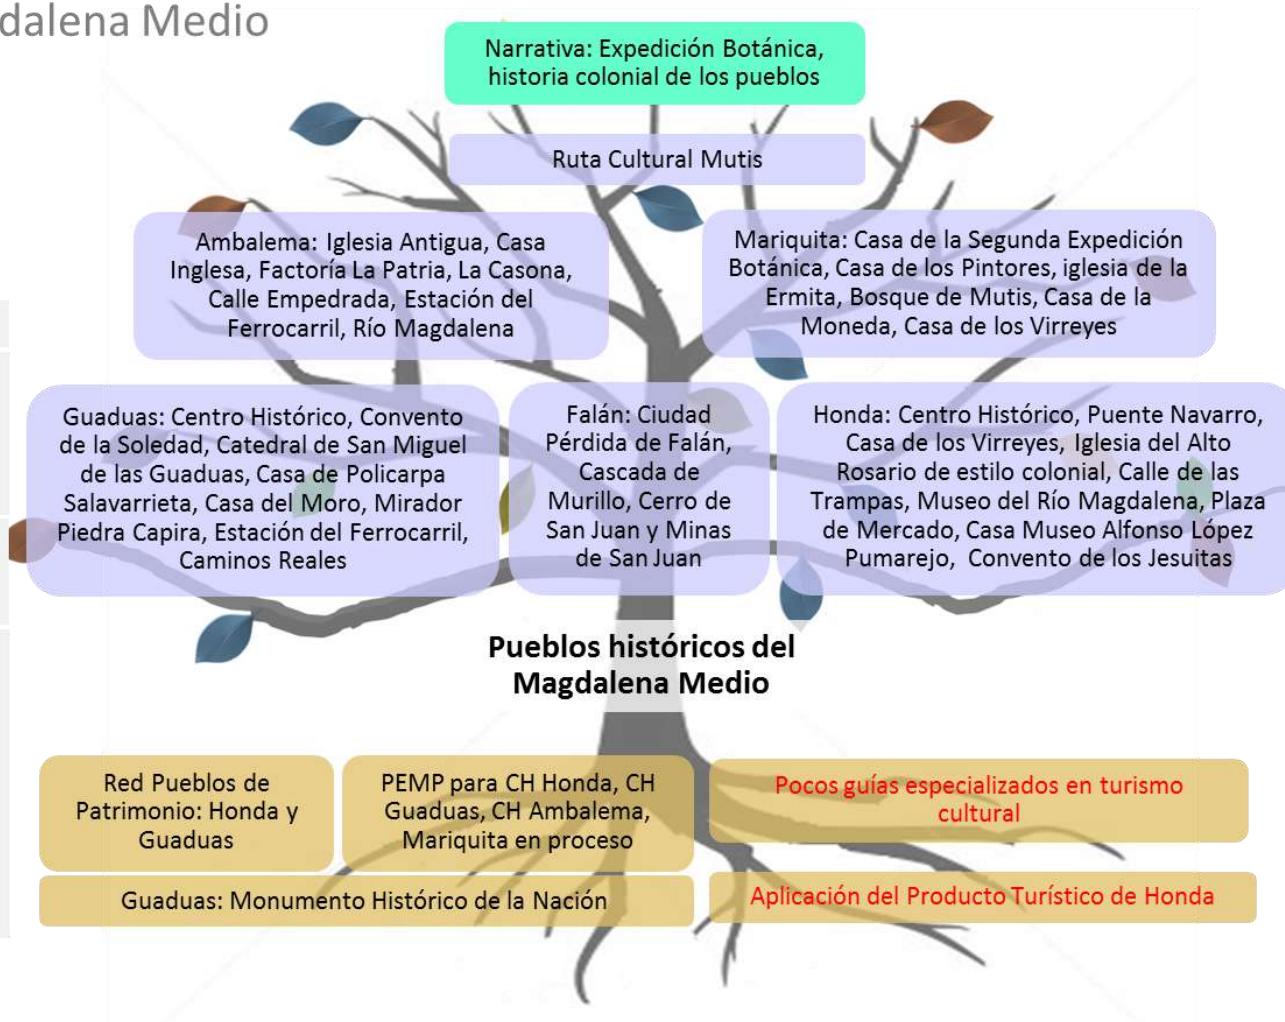 dalena Medio
Narrativa: Expedición Botánica,
historia colonial de los pueblos
Ruta Cultural Mutis
Ambalema: Iglesia Antigua, Casa
Inglesa, Factoría La Patria, La Casona,
Calle Empedrada, Estación del
Ferrocarril, Río Magdalena
Mariquita: Casa de la Segunda Expedición
Botánica, Casa de los Pintores, iglesia de la
Ermita, Bosque de Mutis, Casa de la
Moneda, Casa de los Virreyes
Guaduas: Centro Histórico, Convento
de la Soledad, Catedral de San Miguel
de las Guaduas, Casa de Policarpa
Salavarrieta, Casa del Moro, Mirador
Piedra Capira, Estación del Ferrocarril,
Caminos Reales
Falán: Ciudad
Pérdida de Falán,
Cascada de
Murillo, Cerro de
San Juan y Minas
de San Juan
Honda: Centro Histórico, Puente Navarro,
Casa de los Virreyes, Iglesia del Alto
Rosario de estilo colonial, Calle de las
Trampas, Museo del Río Magdalena, Plaza
de Mercado, Casa Museo Alfonso López
Pumarejo, Convento de los Jesuitas
Pueblos históricos del
Magdalena Medio
Red Pueblos de
Patrimonio: Honda y
Guaduas
PEMP para CH Honda, CH
Guaduas, CH Ambalema,
Mariquita en proceso
Pocos guías especializados en turismo
cultural
Guaduas: Monumento Histórico de la Nación
Aplicación del Producto Turístico de Honda